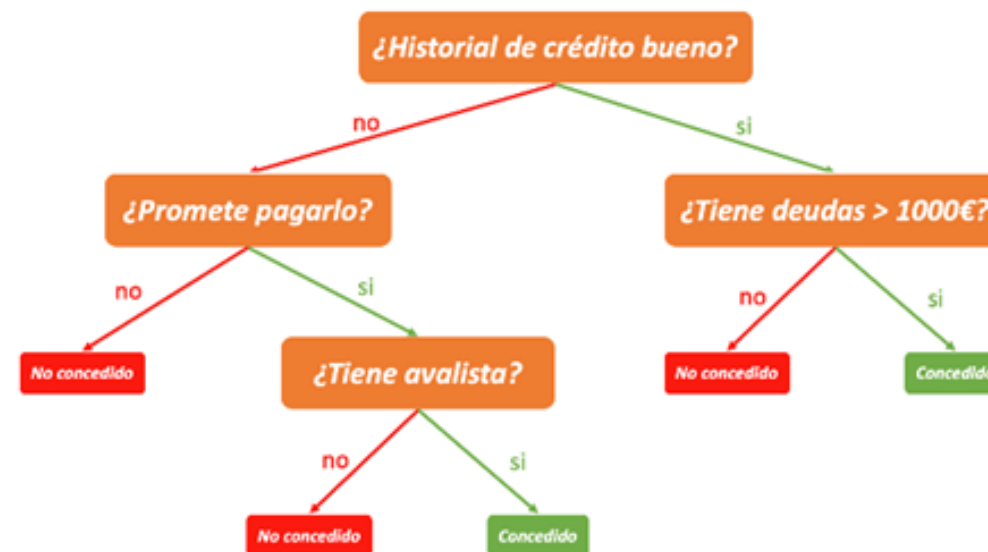 ¿Historial de crédito bueno?
no
si
¿Promete pagarlo?
¿Tiene deudas > 1000€?
no
si
no
si
No concedido
¿Tiene avalista?
No concedido
Concedido
no
si
No concedido
Concedido